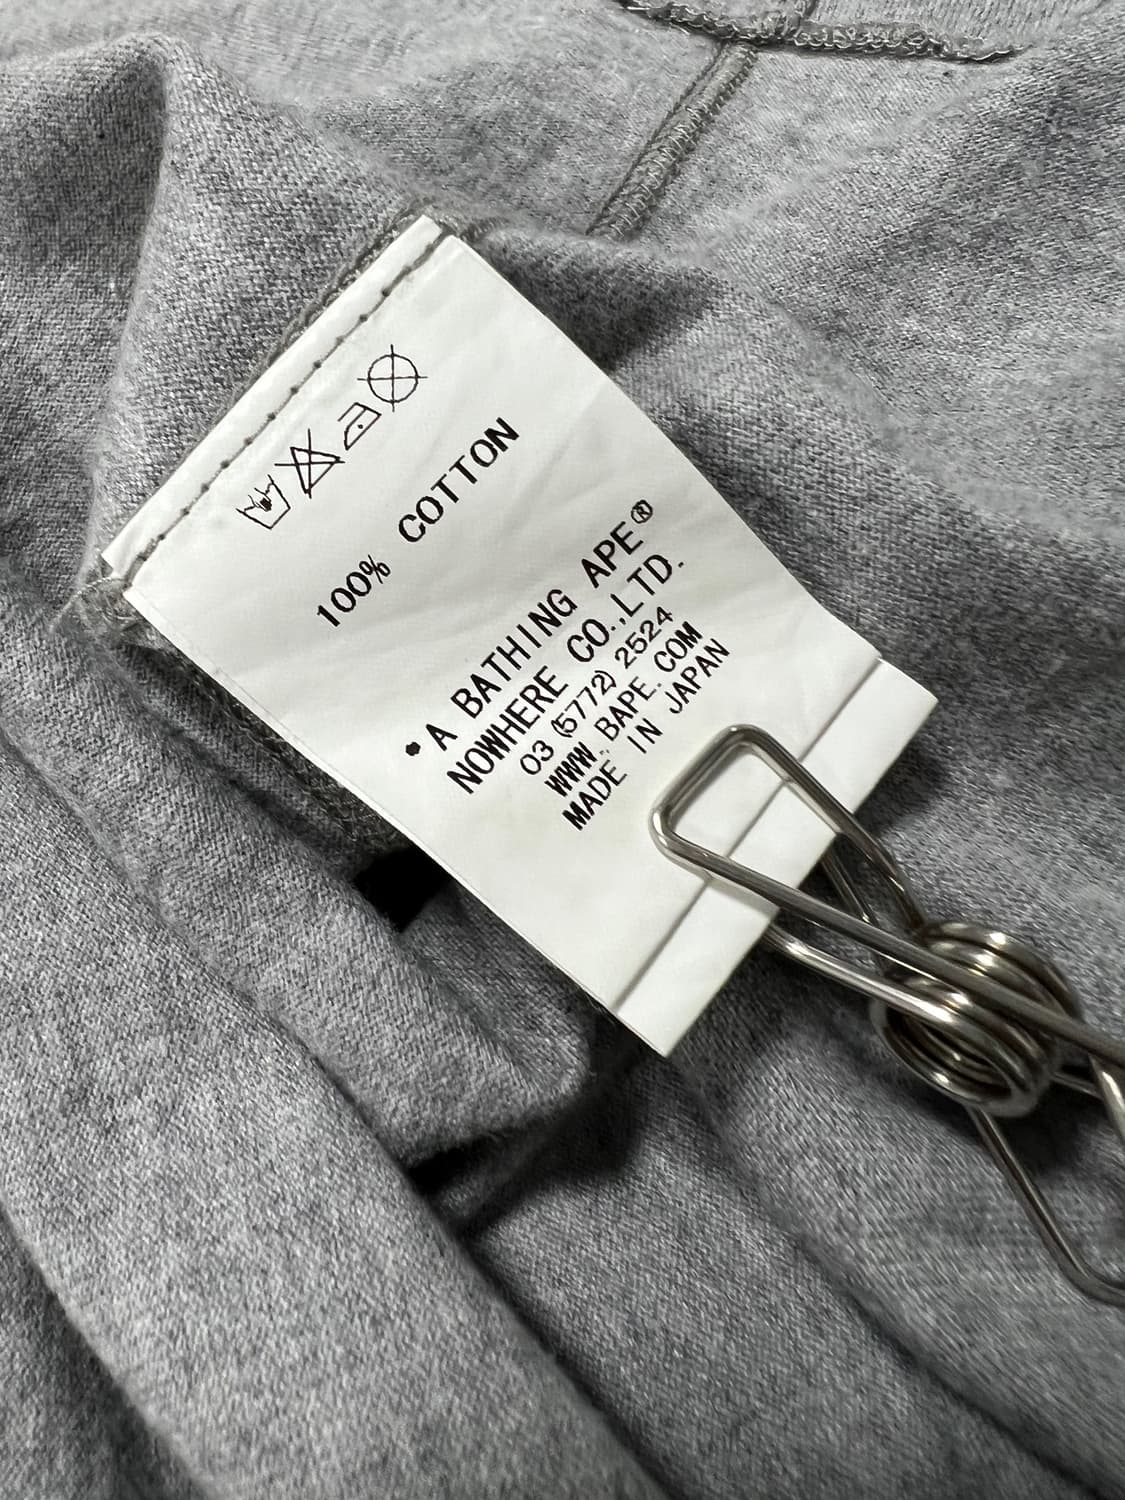 100% COTTON
•A BATHING APE®
NOWHERE CO.,LTD.
03 (5772) 2524
WWW.BAPE.COM
MADE IN JAPAN